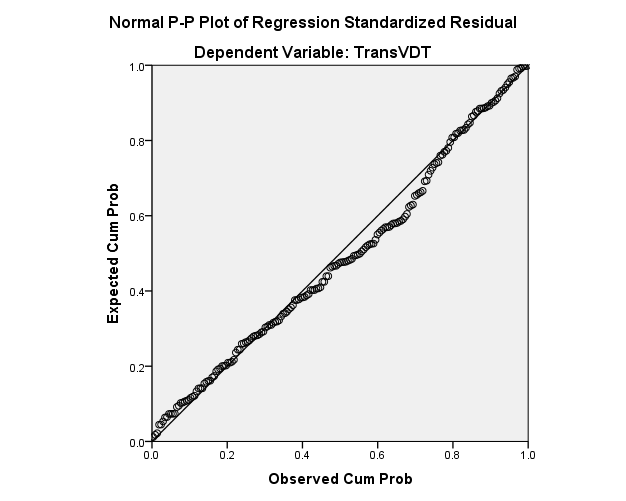 Normal P-P Plot of Regression Standardized Residual
Dependent Variable: TransVDT
1.0
0.8
0.6
0.4
0.2
0.0
Expected Cum Prob
0.0 0.2 0.4 0.6 0.8 1.0
Observed Cum Prob